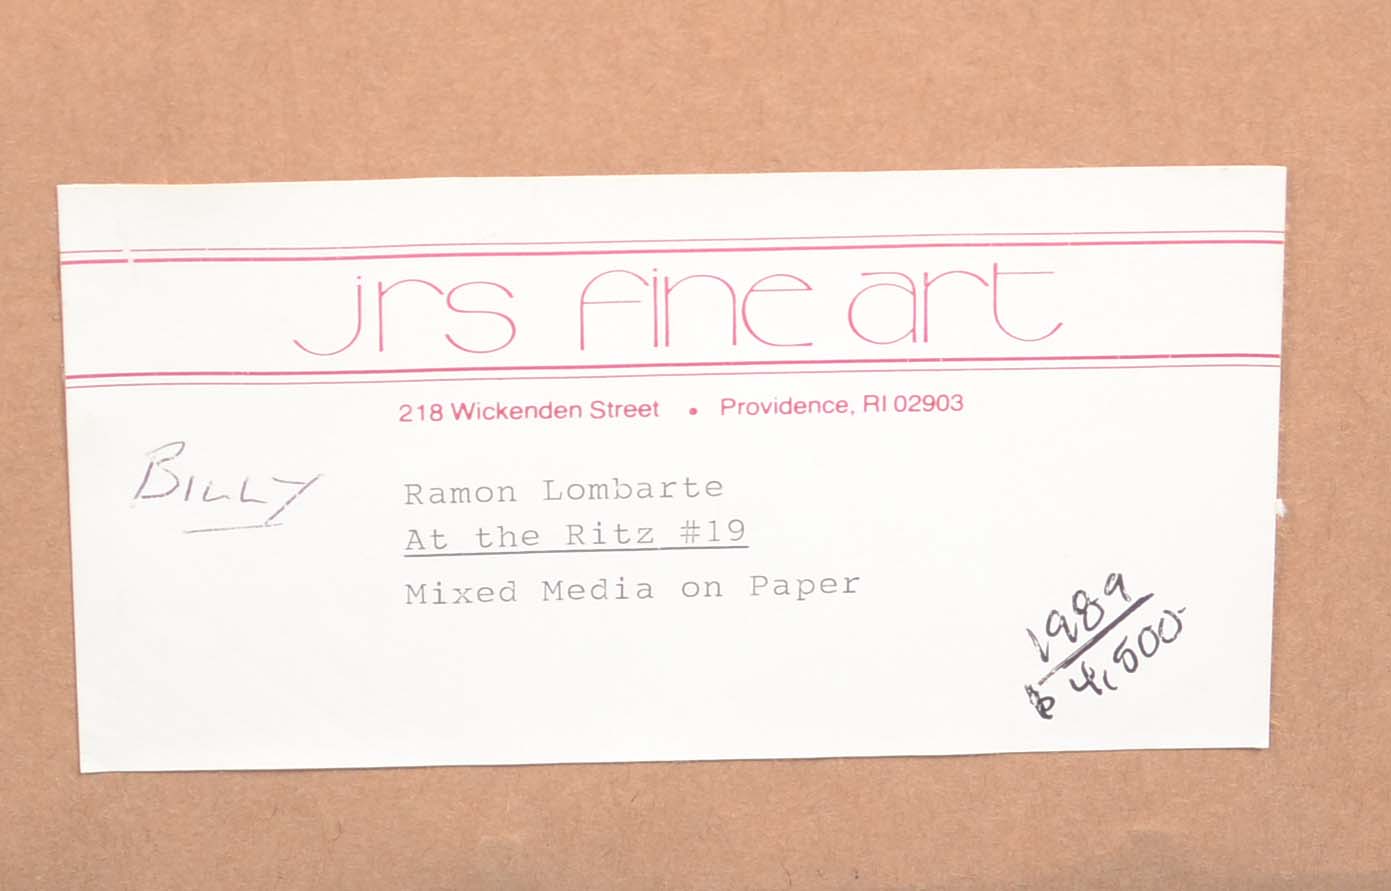 jrs fine art
218 Wickenden Street • Providence, RI 02903
BILLY
Ramon Lombarte
At the Ritz #19
Mixed Media on Paper
1989
$ 4,500-